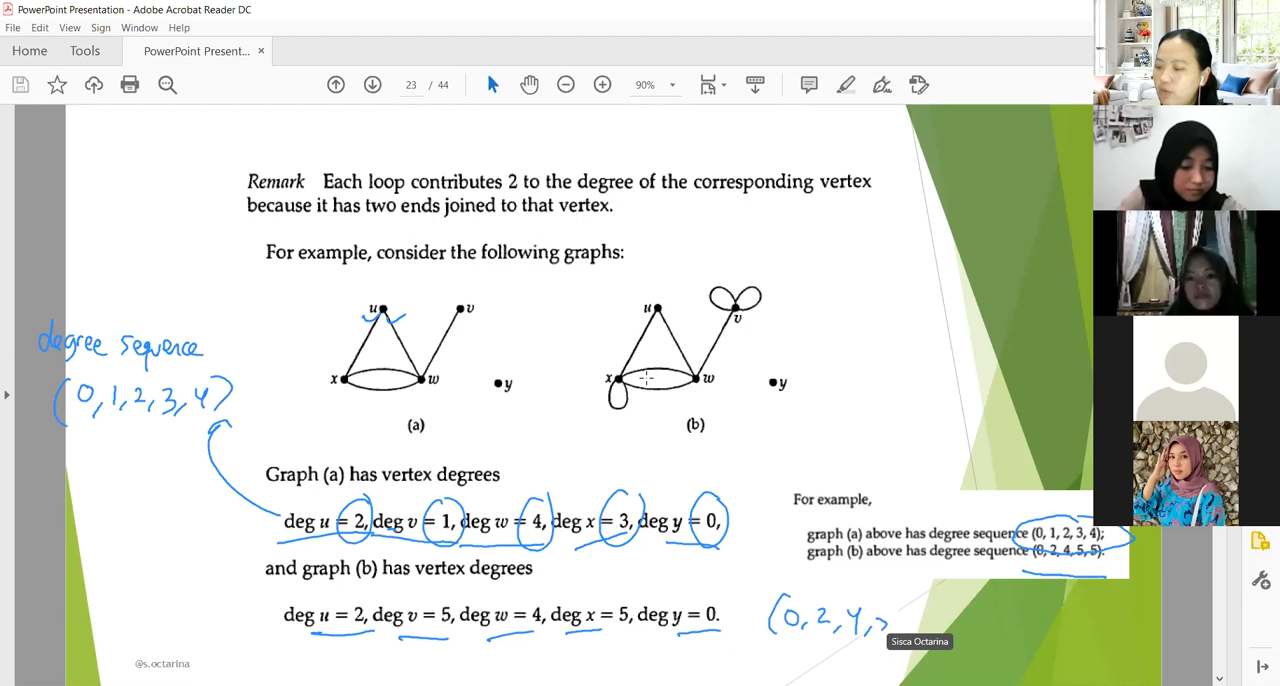 PowerPoint Presentation - Adobe Acrobat Reader DC
File Edit View Sign Window Help
Home Tools PowerPoint Present... ×
23 / 44 90%
Remark Each loop contributes 2 to the degree of the corresponding vertex
because it has two ends joined to that vertex.
For example, consider the following graphs:
u v u v
degree sequence
x w y x w y
(0, 1, 2, 3, 4)
(a) (b)
Graph (a) has vertex degrees
deg u = 2, deg v = 1, deg w = 4, deg x = 3, deg y = 0,
and graph (b) has vertex degrees
deg u = 2, deg v = 5, deg w = 4, deg x = 5, deg y = 0.
For example,
graph (a) above has degree sequence (0, 1, 2, 3, 4);
graph (b) above has degree sequence (0, 2, 4, 5, 5).
(0, 2, 4,
Sisca Octarina
@s.octarina